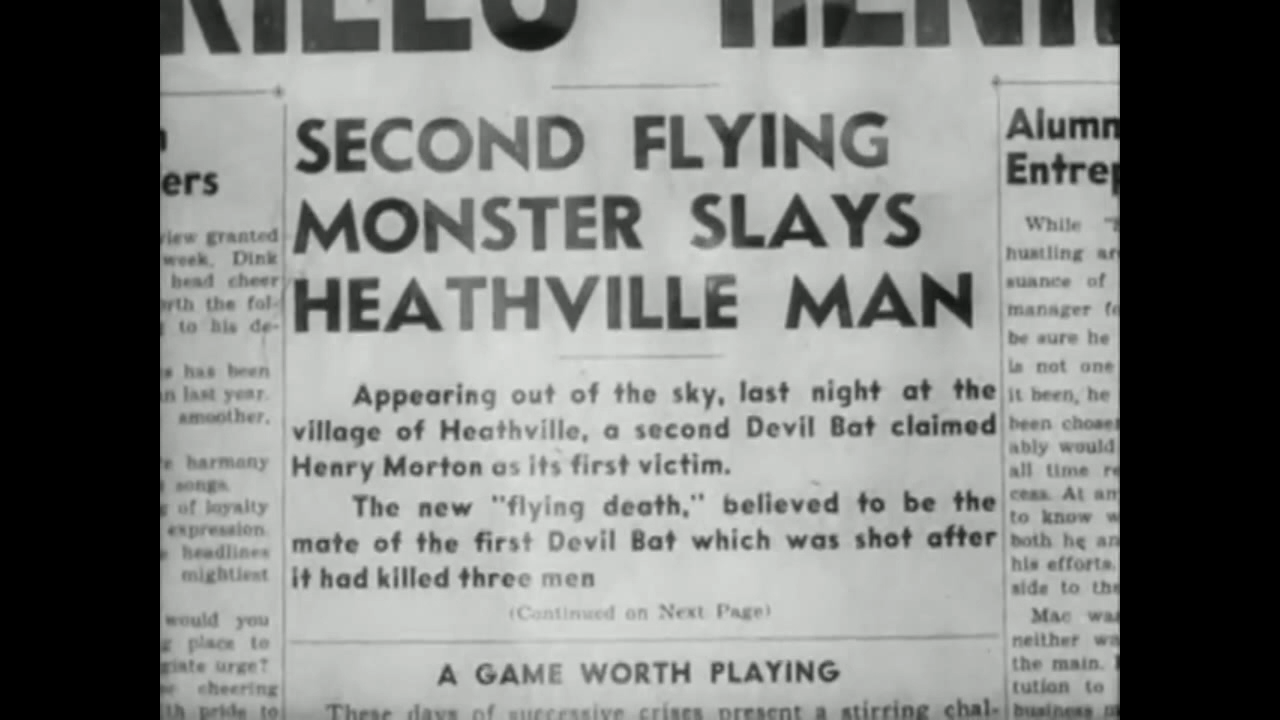 SECOND FLYING
MONSTER SLAYS
HEATHVILLE MAN
Appearing out of the sky, last night at the
village of Heathville, a second Devil Bat claimed
Henry Morton as its first victim.
The new "flying death," believed to be the
mate of the first Devil Bat which was shot after
it had killed three men
(Continued on Next Page)
A GAME WORTH PLAYING
These days of successive crises present a stirring chal-
ers
view granted
week, Dink
head cheer
rth the fol-
to his de-
has been
n last year.
smoother,
harmony
songs.
of loyalty
expression.
headlines
mightiest
would you
place to
giate urge?
cheering
th pride to
Alumn
Entrep
While
hustling
suance of
manager
be sure he
is not one
it been, he
been chosen
ably would
all time
cess. At an
to know
both he an
his efforts.
side to the
Mac was
neither
the main.
tution to
business